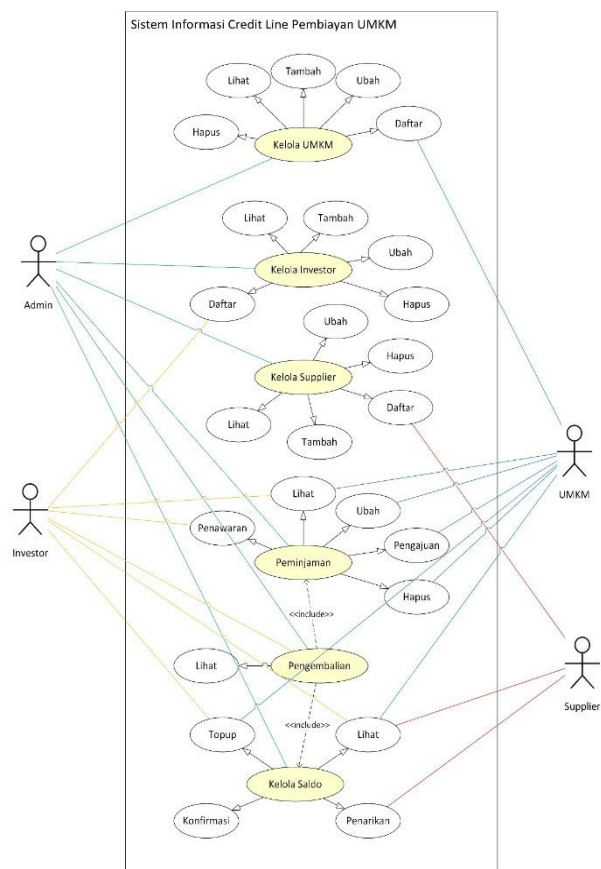 Sistem Informasi Credit Line Pembiayan UMKM
Tambah
Lihat
Ubah
Hapus
Daftar
Kelola UMKM
Lihat
Tambah
Ubah
Kelola Investor
Daftar
Hapus
Admin
Ubah
Hapus
Kelola Supplier
Daftar
Lihat
Tambah
UMKM
Lihat
Ubah
Penawaran
Pengajuan
Investor
Peminjaman
Hapus
<<Include>>
Lihat
Pengembalian
Supplier
<<Include>>
Topup
Lihat
Kelola Saldo
Konfirmasi
Penarikan